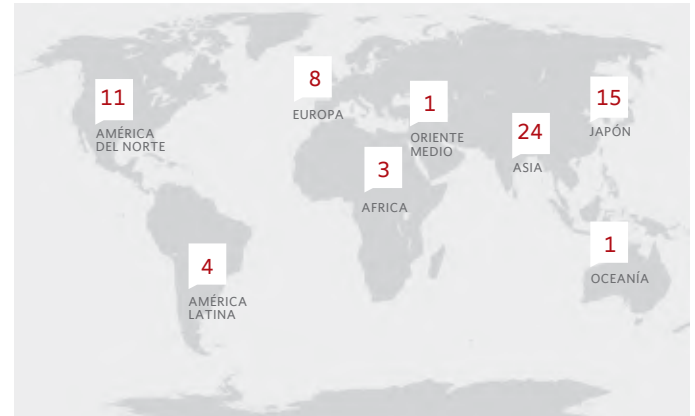 11
AMÉRICA
DEL NORTE
8
EUROPA
1
ORIENTE
MEDIO
15
JAPÓN
24
ASIA
3
AFRICA
4
AMÉRICA
LATINA
1
OCEANÍA